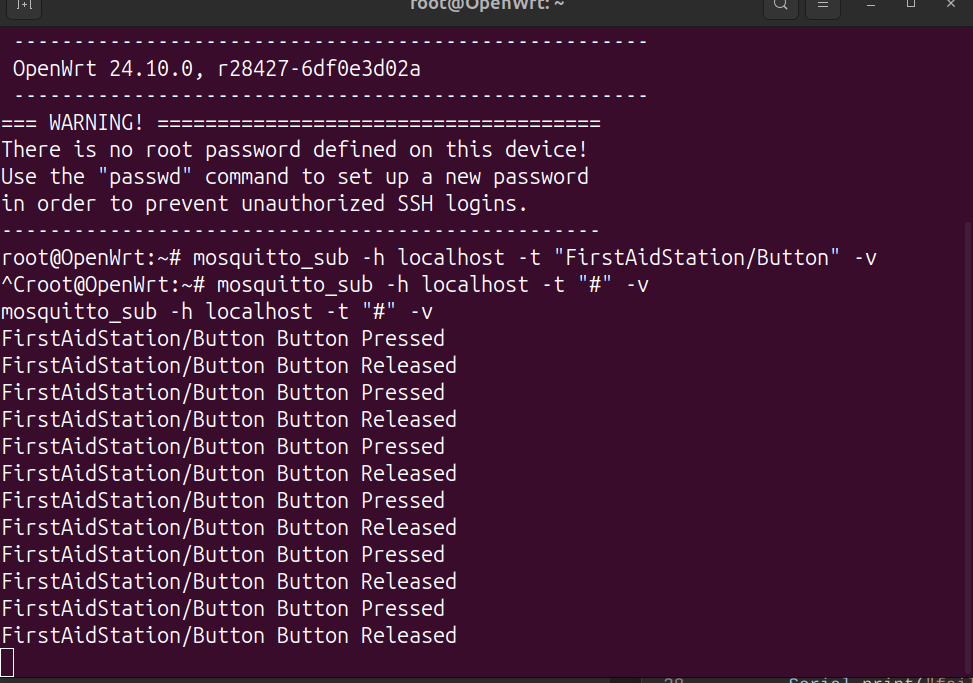 root@OpenWrt: ~
-----------------------------------------------------
OpenWrt 24.10.0, r28427-6df0e3d02a
-----------------------------------------------------
=== WARNING! =====================================
There is no root password defined on this device!
Use the "passwd" command to set up a new password
in order to prevent unauthorized SSH logins.
--------------------------------------------------
root@OpenWrt:~# mosquitto_sub -h localhost -t "FirstAidStation/Button" -v
^Croot@OpenWrt:~# mosquitto_sub -h localhost -t "#" -v
mosquitto_sub -h localhost -t "#" -v
FirstAidStation/Button Button Pressed
FirstAidStation/Button Button Released
FirstAidStation/Button Button Pressed
FirstAidStation/Button Button Released
FirstAidStation/Button Button Pressed
FirstAidStation/Button Button Released
FirstAidStation/Button Button Pressed
FirstAidStation/Button Button Released
FirstAidStation/Button Button Pressed
FirstAidStation/Button Button Released
FirstAidStation/Button Button Pressed
FirstAidStation/Button Button Released